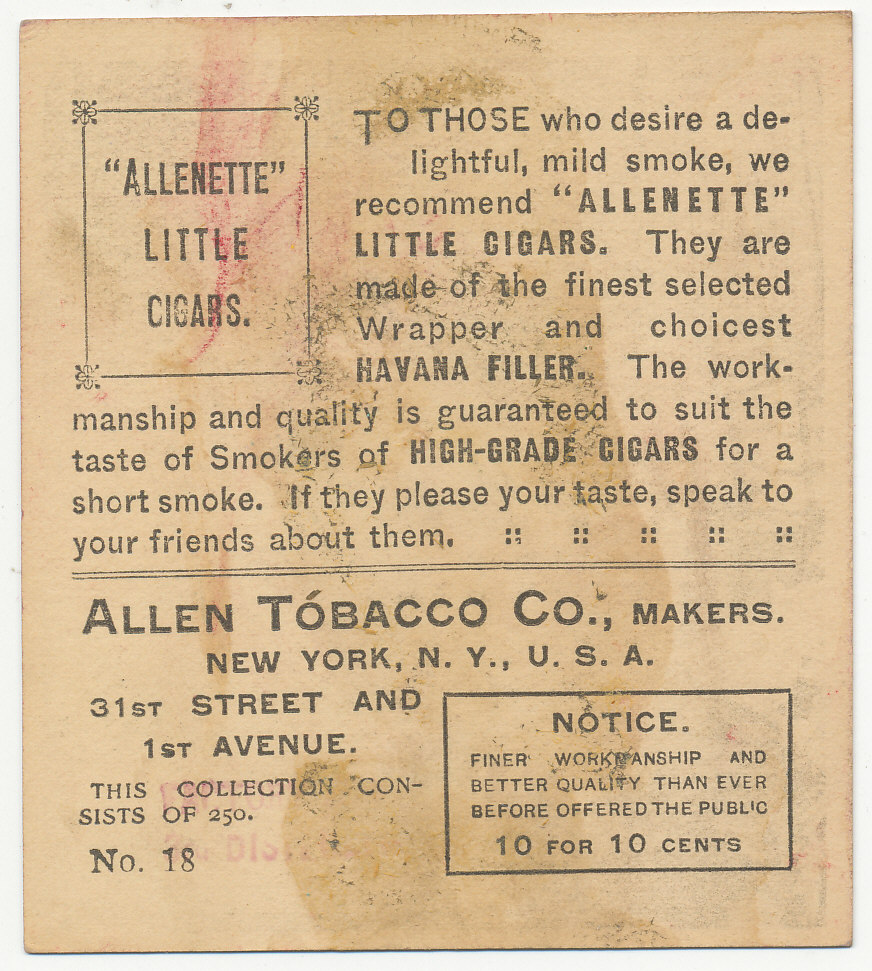 "ALLENETTE"
LITTLE
CIGARS.
TO THOSE who desire a de-
lightful, mild smoke, we
recommend "ALLENETTE"
LITTLE CIGARS. They are
made of the finest selected
Wrapper and choicest
HAVANA FILLER. The work-
manship and quality is guaranteed to suit the
taste of Smokers of HIGH-GRADE CIGARS for a
short smoke. If they please your taste, speak to
your friends about them. :: :: :: :: ::
ALLEN TOBACCO CO., MAKERS.
NEW YORK, N. Y., U. S. A.
31ST STREET AND
1ST AVENUE.
THIS COLLECTION CON-
SISTS OF 250.
No. 18
NOTICE.
FINER WORKMANSHIP AND
BETTER QUALITY THAN EVER
BEFORE OFFERED THE PUBLIC
10 FOR 10 CENTS